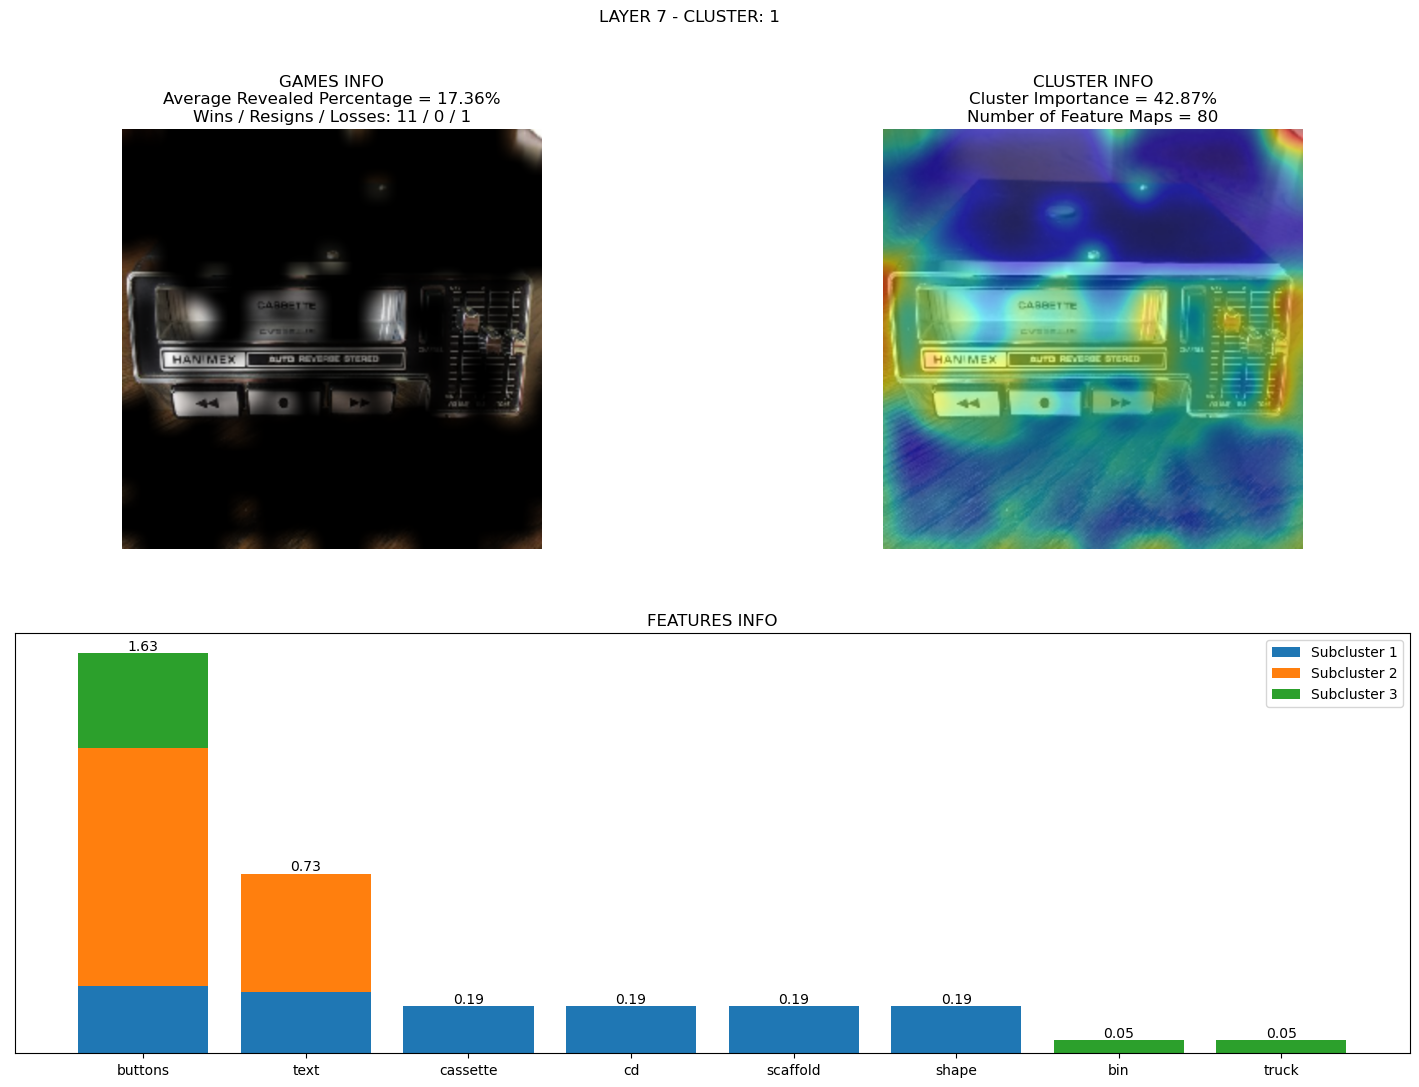 LAYER 7 - CLUSTER: 1
GAMES INFO
Average Revealed Percentage = 17.36%
Wins / Resigns / Losses: 11 / 0 / 1
CASSETTE
HANIMEX
AUTO REVERSE STEREO
CLUSTER INFO
Cluster Importance = 42.87%
Number of Feature Maps = 80
CASSETTE
HANIMEX
AUTO REVERSE STEREO
FEATURES INFO
Subcluster 1
Subcluster 2
Subcluster 3
1.63
0.73
0.19
0.19
0.19
0.19
0.05
0.05
buttons
text
cassette
cd
scaffold
shape
bin
truck